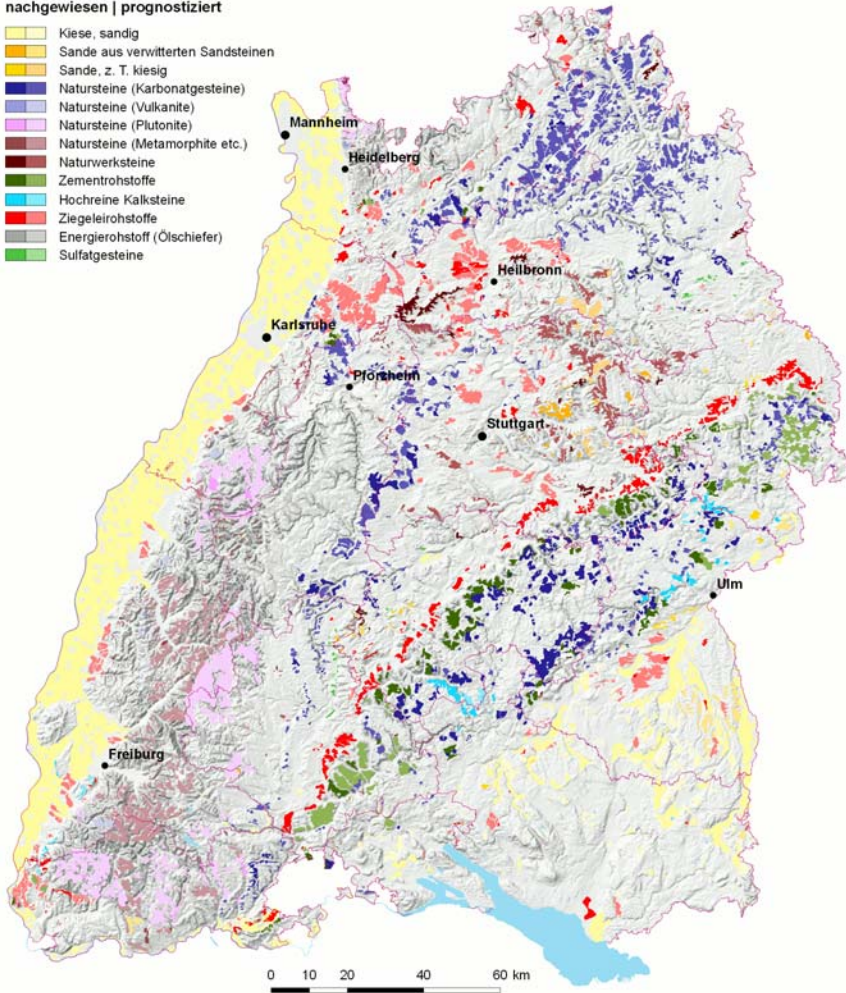 nachgewiesen | prognostiziert
Kiese, sandig
Sande aus verwitterten Sandsteinen
Sande, z. T. kiesig
Natursteine (Karbonatgesteine)
Natursteine (Vulkanite)
Natursteine (Plutonite)
Natursteine (Metamorphite etc.)
Naturwerksteine
Zementrohstoffe
Hochreine Kalksteine
Ziegeleirohstoffe
Energierohstoff (Ölschiefer)
Sulfatgesteine
Mannheim
Heidelberg
Heilbronn
Karlsruhe
Pforzheim
Stuttgart
Ulm
Freiburg
0 10 20 40 60 km